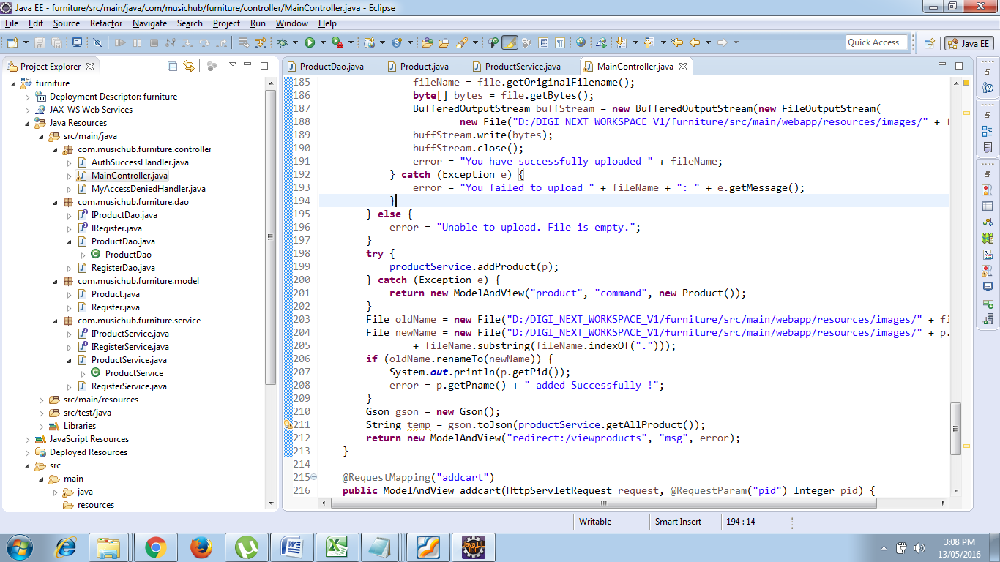 Java EE - furniture/src/main/java/com/musichub/furniture/controller/MainController.java - Eclipse
File Edit Source Refactor Navigate Search Project Run Window Help
Quick Access
Java EE
Project Explorer
furniture
Deployment Descriptor: furniture
JAX-WS Web Services
Java Resources
src/main/java
com.musichub.furniture.controller
AuthSuccessHandler.java
MainController.java
MyAccessDeniedHandler.java
com.musichub.furniture.dao
IProductDao.java
IRegister.java
ProductDao.java
ProductDao
RegisterDao.java
com.musichub.furniture.model
Product.java
Register.java
com.musichub.furniture.service
IProductService.java
IRegisterService.java
ProductService.java
ProductService
RegisterService.java
src/main/resources
src/test/java
Libraries
JavaScript Resources
Deployed Resources
src
main
java
resources
ProductDao.java Product.java ProductService.java MainController.java
185 fileName = file.getOriginalFilename();
186 byte[] bytes = file.getBytes();
187 BufferedOutputStream buffStream = new BufferedOutputStream(new FileOutputStream(
188 new File("D:/DIGI_NEXT_WORKSPACE_V1/furniture/src/main/webapp/resources/images/" + f
189 buffStream.write(bytes);
190 buffStream.close();
191 error = "You have successfully uploaded " + fileName;
192 } catch (Exception e) {
193 error = "You failed to upload " + fileName + ": " + e.getMessage();
194 }
195 } else {
196 error = "Unable to upload. File is empty.";
197 }
198 try {
199 productService.addProduct(p);
200 } catch (Exception e) {
201 return new ModelAndView("product", "command", new Product());
202 }
203 File oldName = new File("D:/DIGI_NEXT_WORKSPACE_V1/furniture/src/main/webapp/resources/images/" + fi
204 File newName = new File("D:/DIGI_NEXT_WORKSPACE_V1/furniture/src/main/webapp/resources/images/" + p.
205 + fileName.substring(fileName.indexOf(".")));
206 if (oldName.renameTo(newName)) {
207 System.out.println(p.getPid());
208 error = p.getPname() + " added Successfully !";
209 }
210 Gson gson = new Gson();
211 String temp = gson.toJson(productService.getAllProduct());
212 return new ModelAndView("redirect:/viewproducts", "msg", error);
213 }
214
215 @RequestMapping("addcart")
216 public ModelAndView addcart(HttpServletRequest request, @RequestParam("pid") Integer pid) {
Writable Smart Insert 194 : 14
3:08 PM
13/05/2016